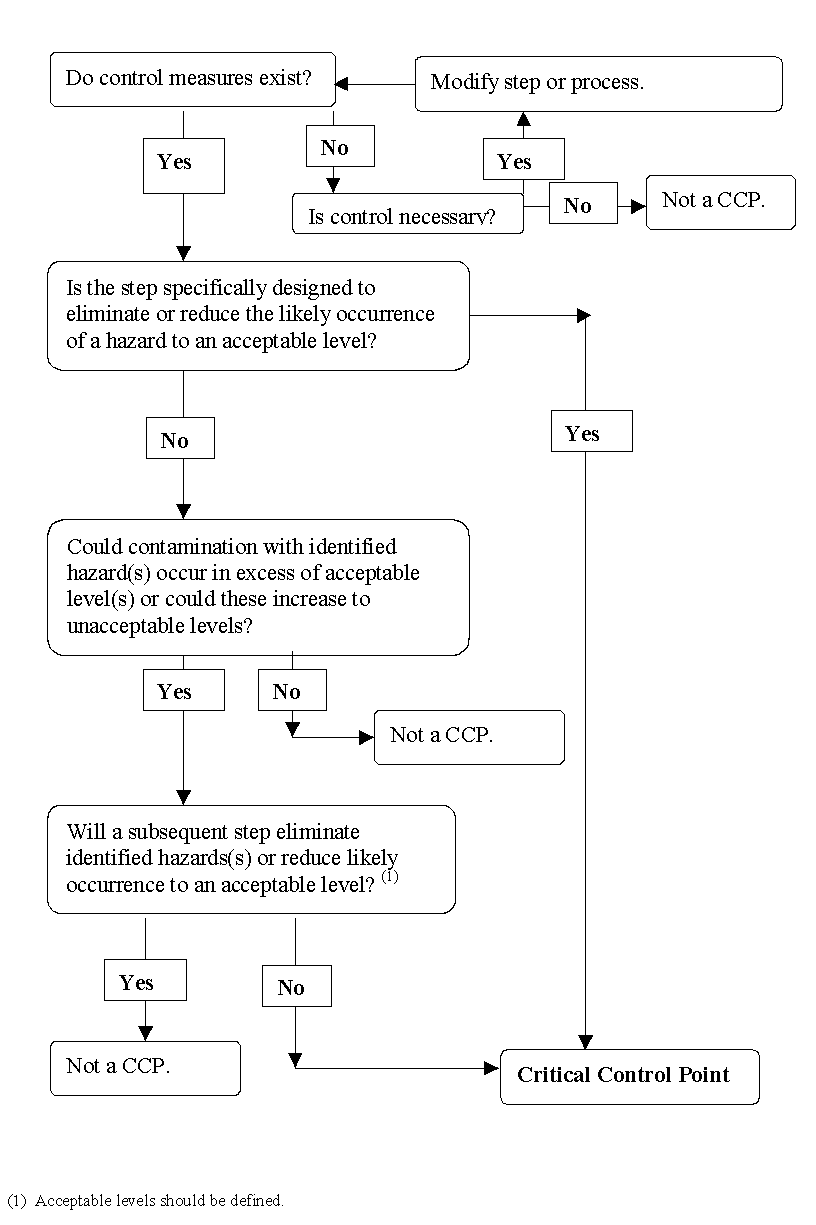 Do control measures exist?
Modify step or process.
Yes
No
Yes
Is control necessary?
No
Not a CCP.
Is the step specifically designed to
eliminate or reduce the likely occurrence
of a hazard to an acceptable level?
No
Yes
Could contamination with identified
hazard(s) occur in excess of acceptable
level(s) or could these increase to
unacceptable levels?
Yes
No
Not a CCP.
Will a subsequent step eliminate
identified hazards(s) or reduce likely
occurrence to an acceptable level? (1)
Yes
No
Not a CCP.
Critical Control Point
(1) Acceptable levels should be defined.